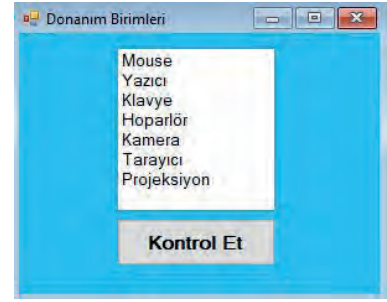 Donanım Birimleri
Mouse
Yazıcı
Klavye
Hoparlör
Kamera
Tarayıcı
Projeksiyon
Kontrol Et